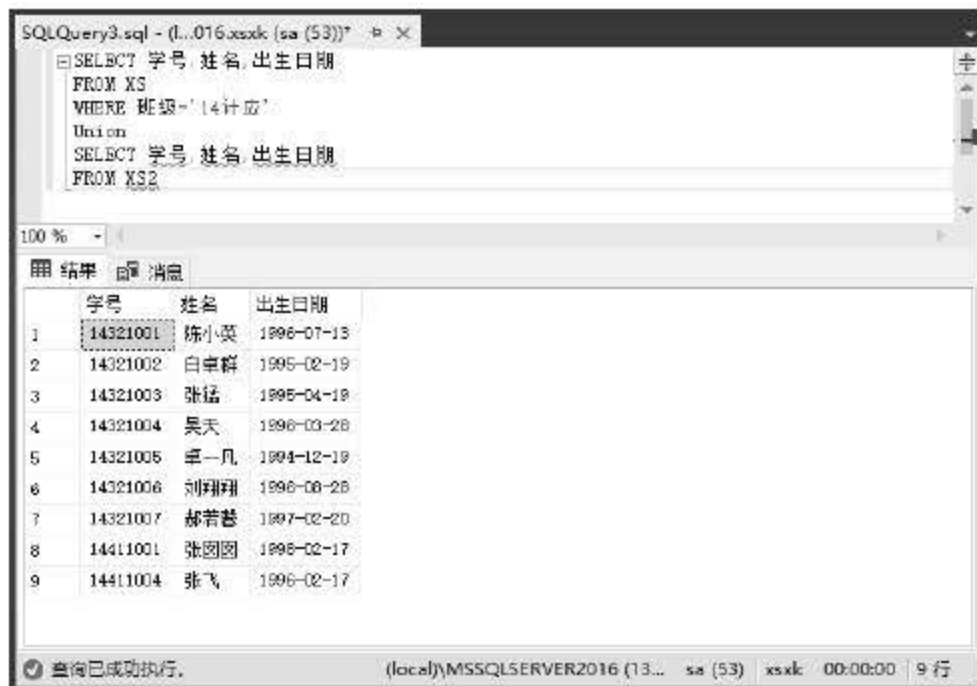 SQLQuery3.sql - (l...016.xsxk (sa (53))*
SELECT 学号,姓名,出生日期
FROM XS
WHERE 班级='14计应'
Union
SELECT 学号,姓名,出生日期
FROM XS2
100 %
结果 消息
学号 姓名 出生日期
1 14321001 陈小英 1996-07-13
2 14321002 白卓群 1995-02-19
3 14321003 张猛 1995-04-19
4 14321004 吴天 1996-03-28
5 14321005 卓一凡 1994-12-19
6 14321006 刘翔翔 1996-08-28
7 14321007 郝若馨 1997-02-20
8 14411001 张囡囡 1996-02-17
9 14411004 张飞 1996-02-17
查询已成功执行。 (local)\MSSQLSERVER2016 (13... sa (53) xsxk 00:00:00 9 行